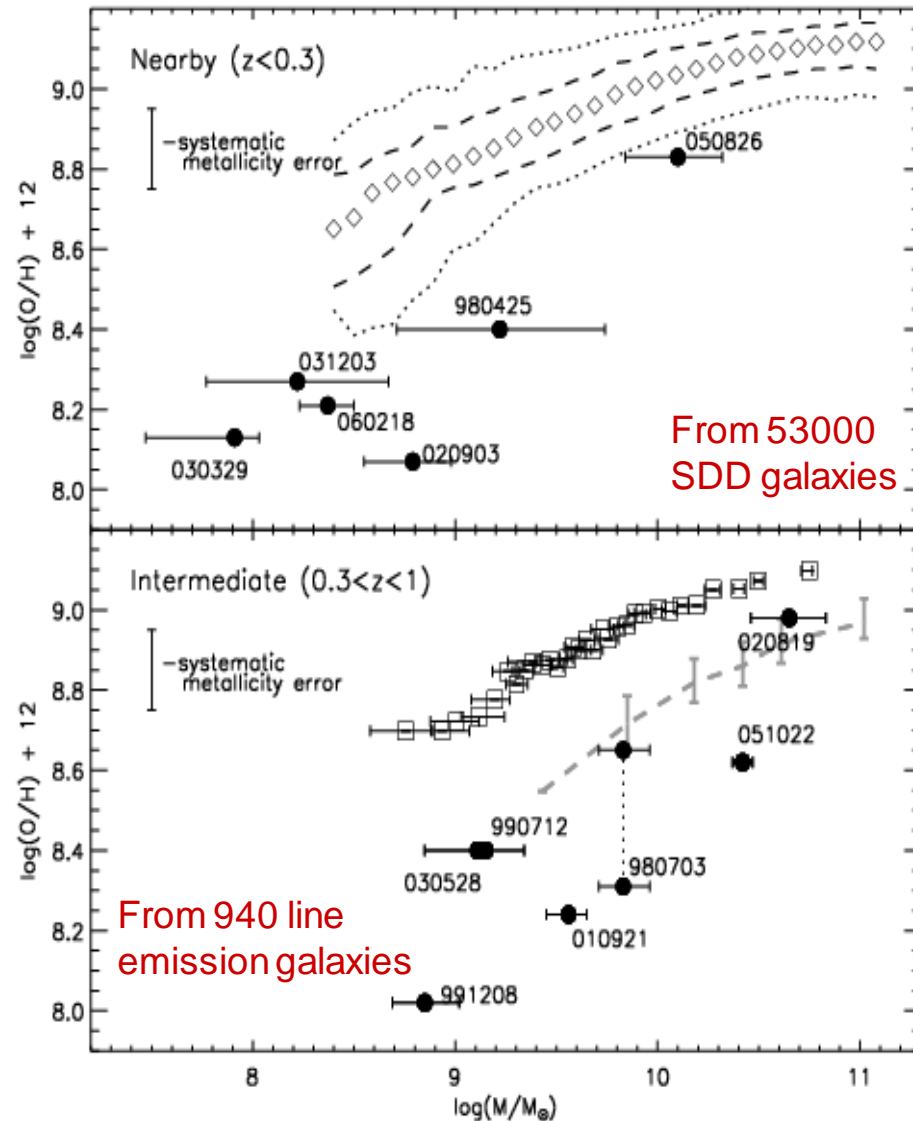 Nearby (z<0.3)
-systematic
metallicity error
050826
980425
031203
060218
020903
030329
From 53000
SDD galaxies
log(O/H) + 12
9.0
8.8
8.6
8.4
8.2
8.0
Intermediate (0.3<z<1)
-systematic
metallicity error
020819
051022
990712
030528
980703
010921
991208
From 940 line
emission galaxies
log(O/H) + 12
9.0
8.8
8.6
8.4
8.2
8.0
8 9 10 11
log(M/M⊙)